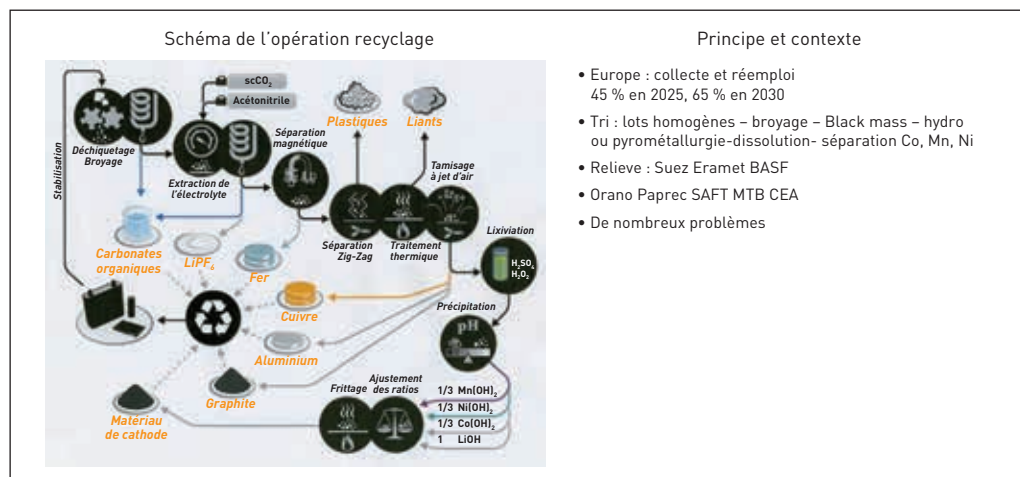 Schéma de l'opération recyclage
scCO₂
Acétonitrile
Stabilisation
Déchiquetage
Broyage
Extraction de
l'électrolyte
Séparation
magnétique
Plastiques
Liants
Tamisage
à jet d'air
Séparation
Zig-Zag
Traitement
thermique
Lixiviation
H₂SO₄
H₂O₂
Carbonates
organiques
LiPF₆
Fer
Cuivre
Aluminium
Graphite
Matériau
de cathode
Précipitation
pH
Frittage
Ajustement
des ratios
1/3 Mn(OH)₂
1/3 Ni(OH)₂
1/3 Co(OH)₂
1 LiOH
Principe et contexte
• Europe : collecte et réemploi
45 % en 2025, 65 % en 2030
• Tri : lots homogènes – broyage – Black mass – hydro
ou pyrométallurgie-dissolution- séparation Co, Mn, Ni
• Relieve : Suez Eramet BASF
• Orano Paprec SAFT MTB CEA
• De nombreux problèmes